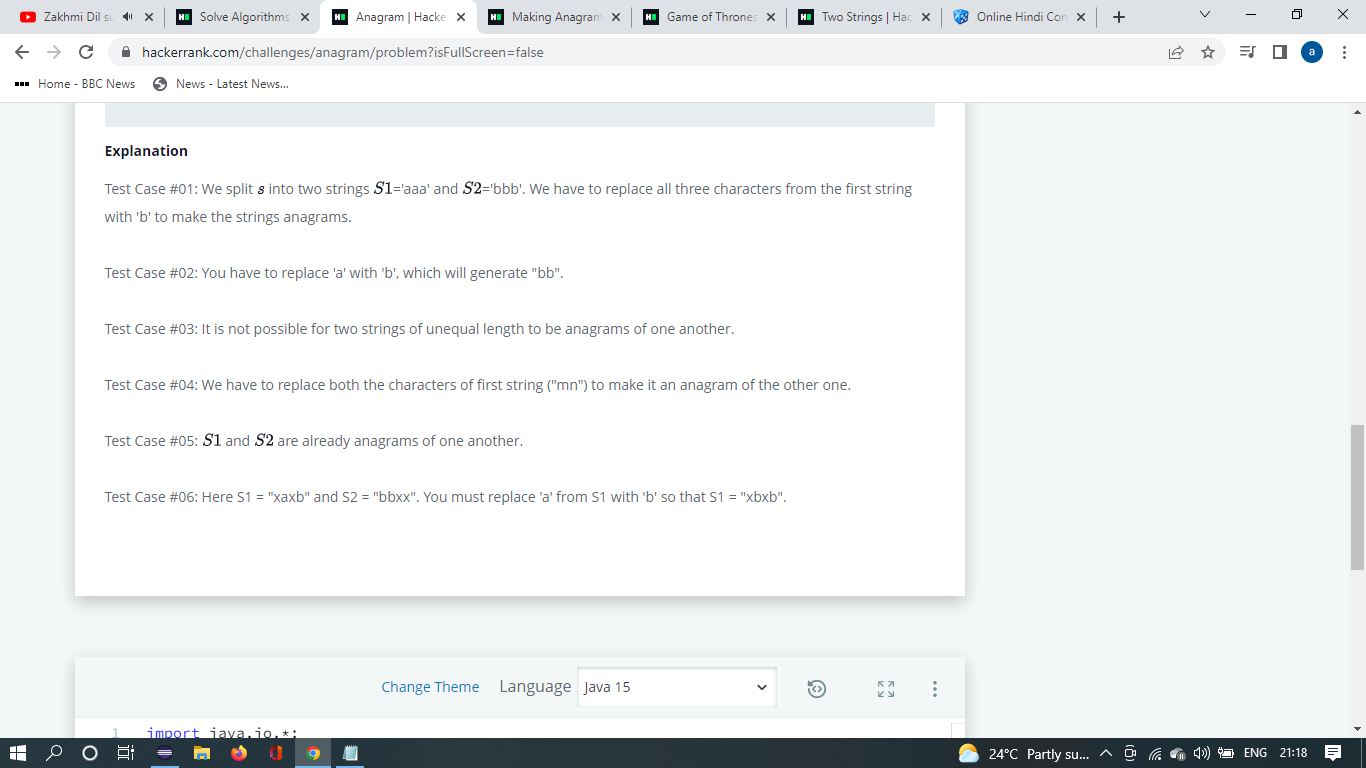 Zakhmi Dil su
Solve Algorithms
Anagram | Hacke
Making Anagram
Game of Thrones
Two Strings | Hac
Online Hindi Con
hackerrank.com/challenges/anagram/problem?isFullScreen=false
a
Home - BBC News
News - Latest News...
Explanation
Test Case #01: We split s into two strings S1='aaa' and S2='bbb'. We have to replace all three characters from the first string
with 'b' to make the strings anagrams.
Test Case #02: You have to replace 'a' with 'b', which will generate "bb".
Test Case #03: It is not possible for two strings of unequal length to be anagrams of one another.
Test Case #04: We have to replace both the characters of first string ("mn") to make it an anagram of the other one.
Test Case #05: S1 and S2 are already anagrams of one another.
Test Case #06: Here S1 = "xaxb" and S2 = "bbxx". You must replace 'a' from S1 with 'b' so that S1 = "xbxb".
Change Theme Language Java 15
1 import java.io.*;
24°C Partly su... ENG 21:18